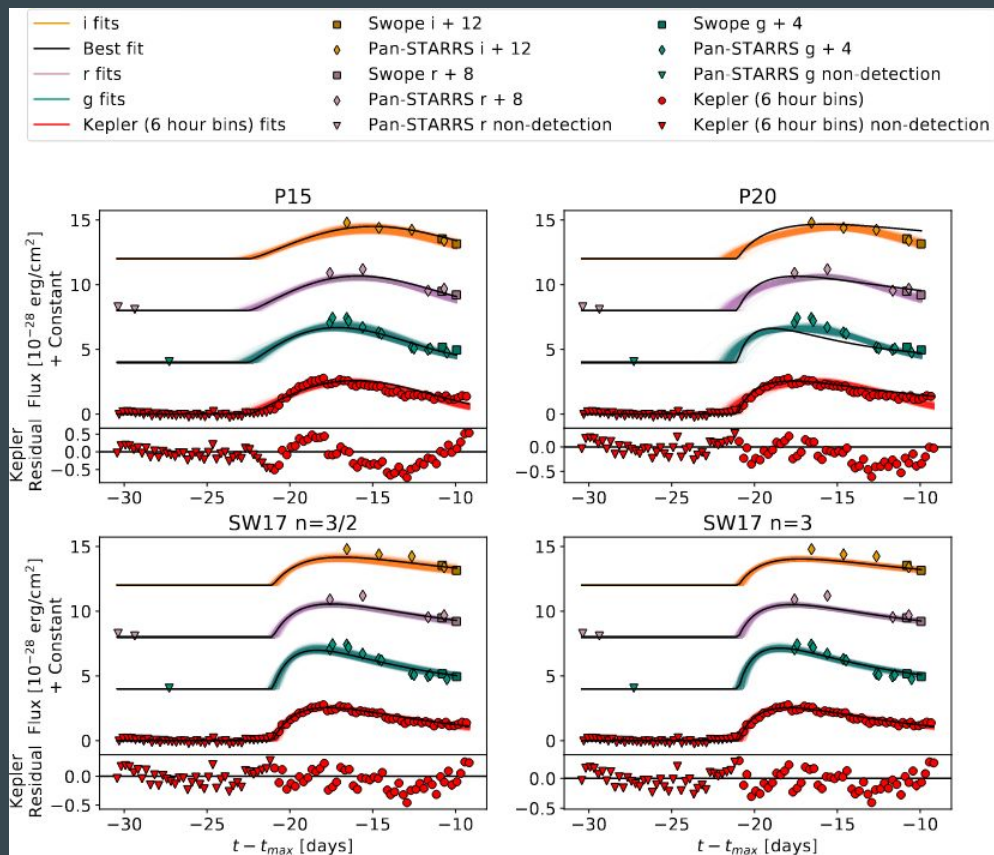 i fits
Best fit
r fits
g fits
Kepler (6 hour bins) fits
Swope i + 12
Pan-STARRS i + 12
Swope r + 8
Pan-STARRS r + 8
Pan-STARRS r non-detection
Swope g + 4
Pan-STARRS g + 4
Pan-STARRS g non-detection
Kepler (6 hour bins)
Kepler (6 hour bins) non-detection
P15
Flux [10⁻²⁸ erg/cm²]
+ Constant
15
10
5
0
Kepler
Residual
0.5
0.0
−0.5
−30 −25 −20 −15 −10
P20
15
10
5
0
0.0
−0.5
−30 −25 −20 −15 −10
SW17 n=3/2
Flux [10⁻²⁸ erg/cm²]
+ Constant
15
10
5
0
Kepler
Residual
0.0
−0.5
−30 −25 −20 −15 −10
t − tmax [days]
SW17 n=3
15
10
5
0
0.0
−0.5
−30 −25 −20 −15 −10
t − tmax [days]